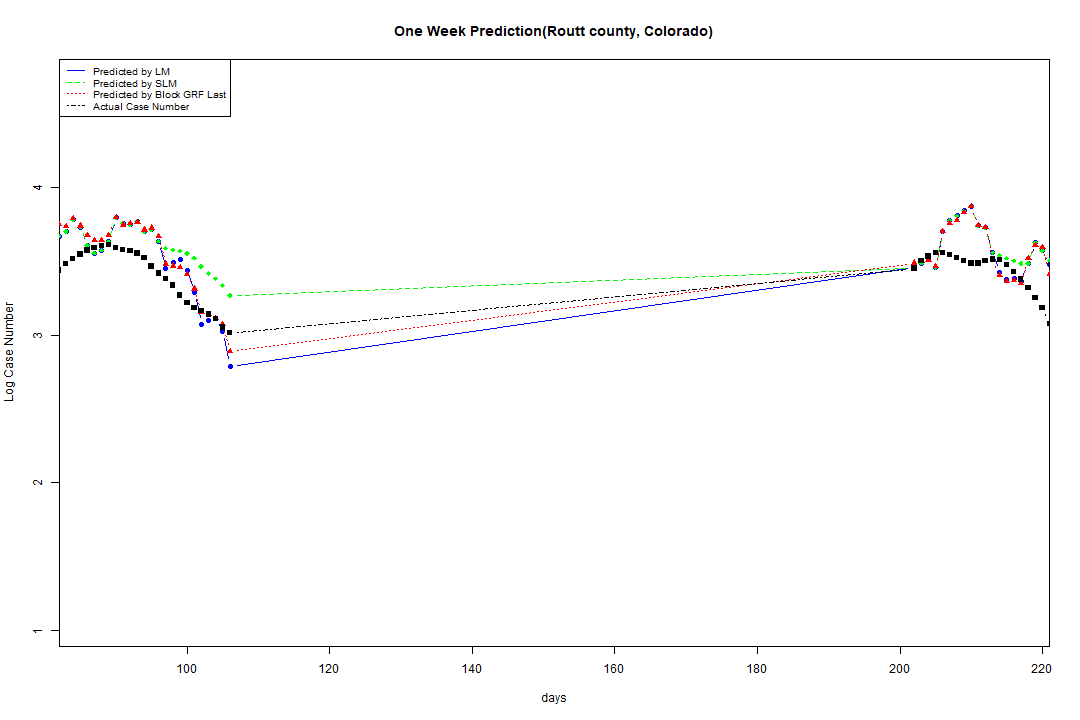 One Week Prediction(Routt county, Colorado)
Predicted by LM
Predicted by SLM
Predicted by Block GRF Last
Actual Case Number
4
3
2
1
Log Case Number
100 120 140 160 180 200 220
days